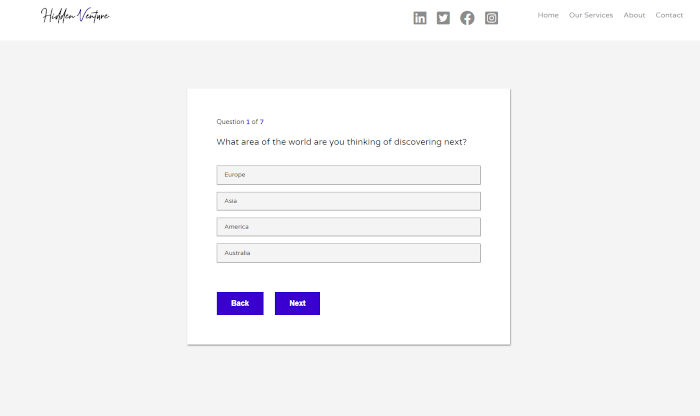 Hidden Venture
Home Our Services About Contact
Question 1 of 7
What area of the world are you thinking of discovering next?
Europe
Asia
America
Australia
Back Next